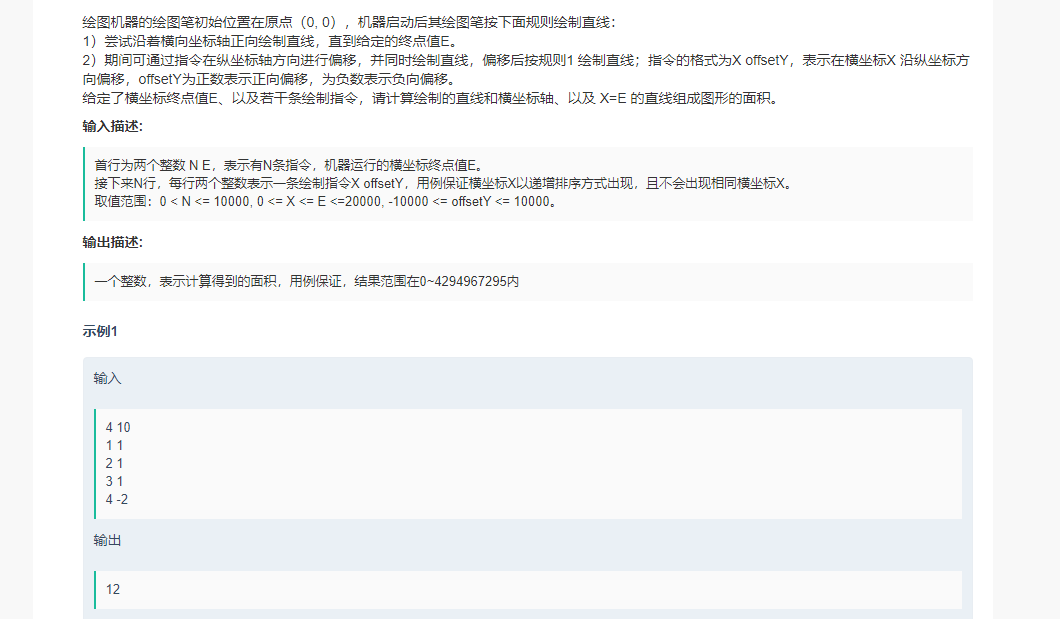 绘图机器的绘图笔初始位置在原点（0, 0），机器启动后其绘图笔按下面规则绘制直线：
1）尝试沿着横向坐标轴正向绘制直线，直到给定的终点值E。
2）期间可通过指令在纵坐标轴方向进行偏移，并同时绘制直线，偏移后按规则1 绘制直线；指令的格式为X offsetY，表示在横坐标X 沿纵坐标方
向偏移，offsetY为正数表示正向偏移，为负数表示负向偏移。
给定了横坐标终点值E、以及若干条绘制指令，请计算绘制的直线和横坐标轴、以及 X=E 的直线组成图形的面积。
输入描述:
首行为两个整数 N E，表示有N条指令，机器运行的横坐标终点值E。
接下来N行，每行两个整数表示一条绘制指令X offsetY，用例保证横坐标X以递增排序方式出现，且不会出现相同横坐标X。
取值范围：0 < N <= 10000, 0 <= X <= E <=20000, -10000 <= offsetY <= 10000。
输出描述:
一个整数，表示计算得到的面积，用例保证，结果范围在0~4294967295内
示例1
输入
4 10
1 1
2 1
3 1
4 -2
输出
12